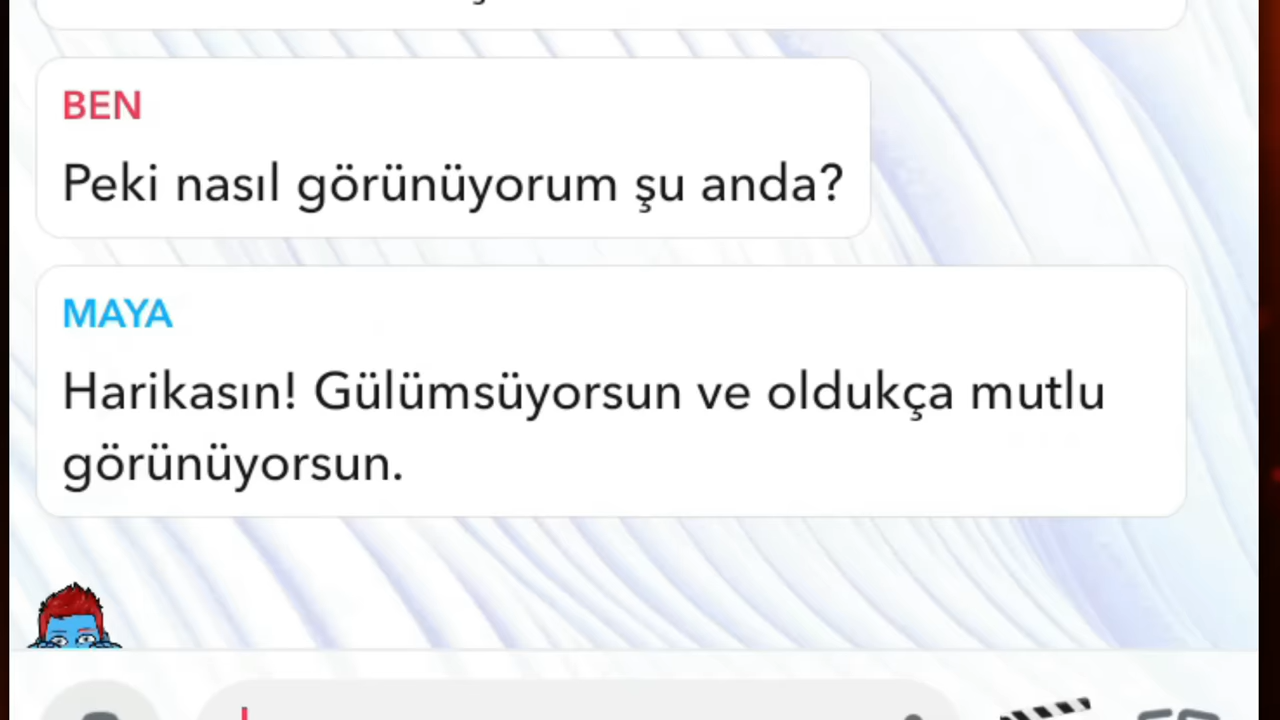 BEN
Peki nasıl görünüyorum şu anda?
MAYA
Harikasın! Gülümsüyorsun ve oldukça mutlu
görünüyorsun.